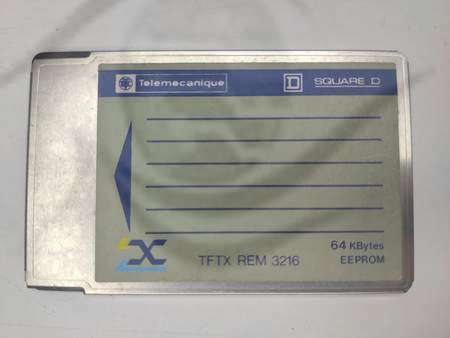 Telemecanique
D SQUARE D
X
64 KBytes
TFTX REM 3216 EEPROM